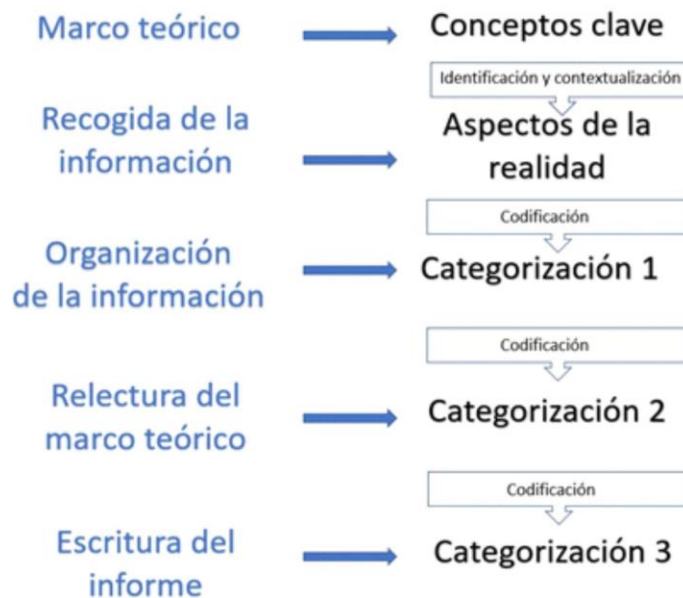 Marco teórico
Conceptos clave
Identificación y contextualización
Recogida de la
información
Aspectos de la
realidad
Codificación
Organización
de la información
Categorización 1
Codificación
Relectura del
marco teórico
Categorización 2
Codificación
Escritura del
informe
Categorización 3